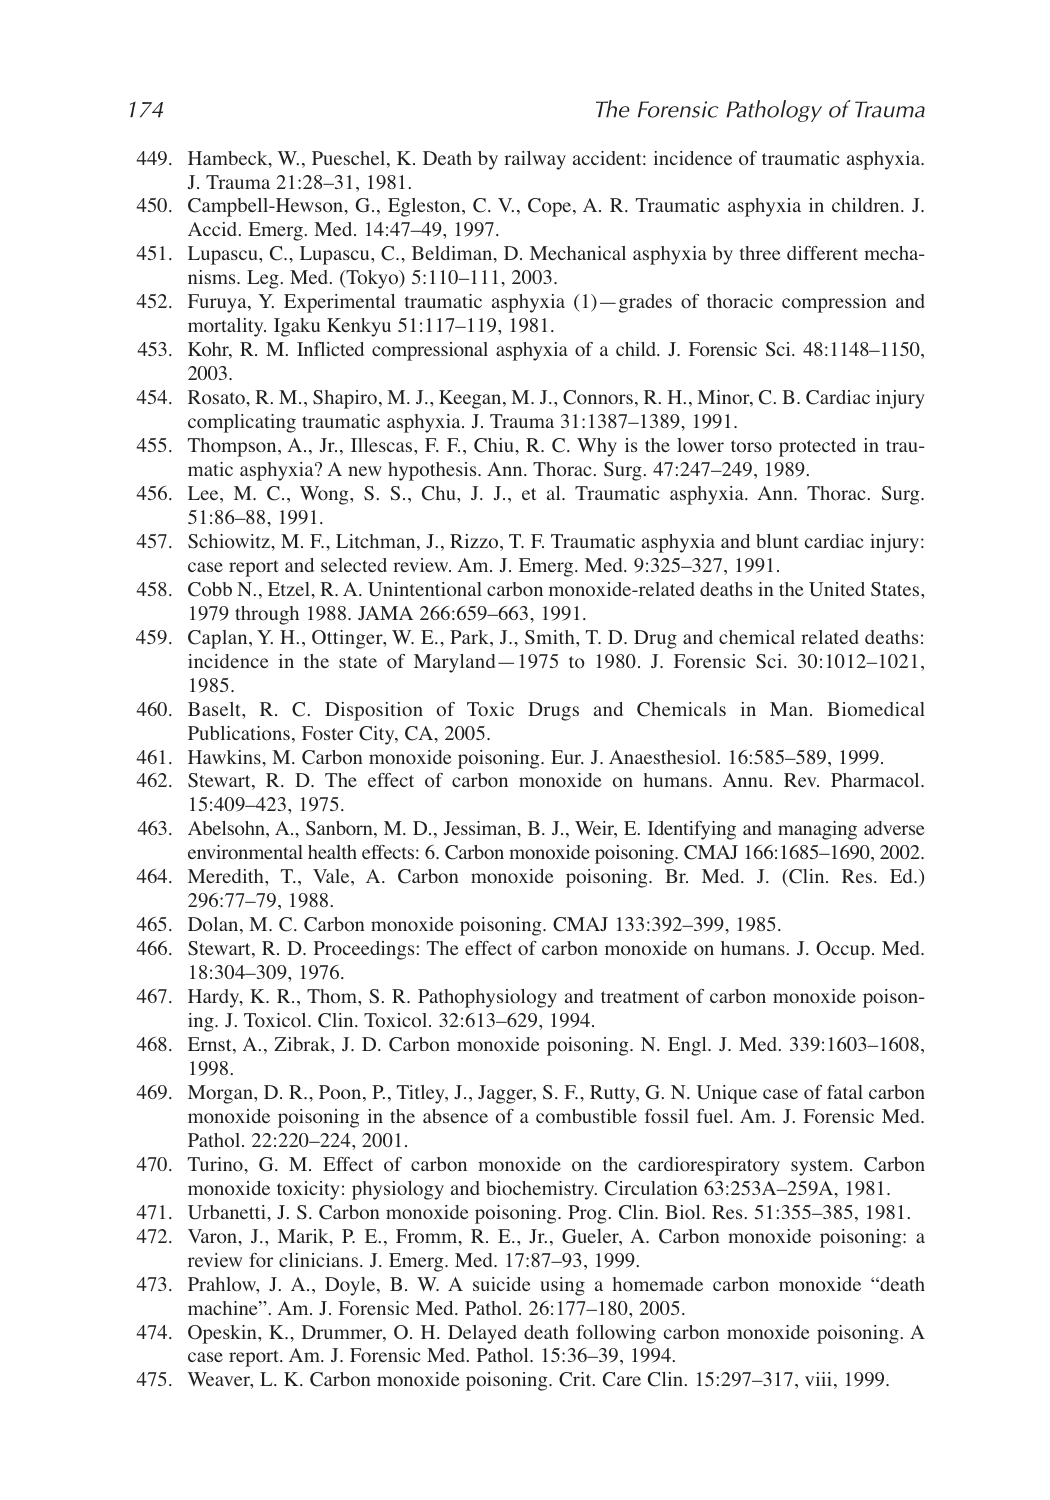 174 The Forensic Pathology of Trauma
449. Hambeck, W., Pueschel, K. Death by railway accident: incidence of traumatic asphyxia.
J. Trauma 21:28–31, 1981.
450. Campbell-Hewson, G., Egleston, C. V., Cope, A. R. Traumatic asphyxia in children. J.
Accid. Emerg. Med. 14:47–49, 1997.
451. Lupascu, C., Lupascu, C., Beldiman, D. Mechanical asphyxia by three different mecha-
nisms. Leg. Med. (Tokyo) 5:110–111, 2003.
452. Furuya, Y. Experimental traumatic asphyxia (1)—grades of thoracic compression and
mortality. Igaku Kenkyu 51:117–119, 1981.
453. Kohr, R. M. Inflicted compressional asphyxia of a child. J. Forensic Sci. 48:1148–1150,
2003.
454. Rosato, R. M., Shapiro, M. J., Keegan, M. J., Connors, R. H., Minor, C. B. Cardiac injury
complicating traumatic asphyxia. J. Trauma 31:1387–1389, 1991.
455. Thompson, A., Jr., Illescas, F. F., Chiu, R. C. Why is the lower torso protected in trau-
matic asphyxia? A new hypothesis. Ann. Thorac. Surg. 47:247–249, 1989.
456. Lee, M. C., Wong, S. S., Chu, J. J., et al. Traumatic asphyxia. Ann. Thorac. Surg.
51:86–88, 1991.
457. Schiowitz, M. F., Litchman, J., Rizzo, T. F. Traumatic asphyxia and blunt cardiac injury:
case report and selected review. Am. J. Emerg. Med. 9:325–327, 1991.
458. Cobb N., Etzel, R. A. Unintentional carbon monoxide-related deaths in the United States,
1979 through 1988. JAMA 266:659–663, 1991.
459. Caplan, Y. H., Ottinger, W. E., Park, J., Smith, T. D. Drug and chemical related deaths:
incidence in the state of Maryland—1975 to 1980. J. Forensic Sci. 30:1012–1021,
1985.
460. Baselt, R. C. Disposition of Toxic Drugs and Chemicals in Man. Biomedical
Publications, Foster City, CA, 2005.
461. Hawkins, M. Carbon monoxide poisoning. Eur. J. Anaesthesiol. 16:585–589, 1999.
462. Stewart, R. D. The effect of carbon monoxide on humans. Annu. Rev. Pharmacol.
15:409–423, 1975.
463. Abelsohn, A., Sanborn, M. D., Jessiman, B. J., Weir, E. Identifying and managing adverse
environmental health effects: 6. Carbon monoxide poisoning. CMAJ 166:1685–1690, 2002.
464. Meredith, T., Vale, A. Carbon monoxide poisoning. Br. Med. J. (Clin. Res. Ed.)
296:77–79, 1988.
465. Dolan, M. C. Carbon monoxide poisoning. CMAJ 133:392–399, 1985.
466. Stewart, R. D. Proceedings: The effect of carbon monoxide on humans. J. Occup. Med.
18:304–309, 1976.
467. Hardy, K. R., Thom, S. R. Pathophysiology and treatment of carbon monoxide poison-
ing. J. Toxicol. Clin. Toxicol. 32:613–629, 1994.
468. Ernst, A., Zibrak, J. D. Carbon monoxide poisoning. N. Engl. J. Med. 339:1603–1608,
1998.
469. Morgan, D. R., Poon, P., Titley, J., Jagger, S. F., Rutty, G. N. Unique case of fatal carbon
monoxide poisoning in the absence of a combustible fossil fuel. Am. J. Forensic Med.
Pathol. 22:220–224, 2001.
470. Turino, G. M. Effect of carbon monoxide on the cardiorespiratory system. Carbon
monoxide toxicity: physiology and biochemistry. Circulation 63:253A–259A, 1981.
471. Urbanetti, J. S. Carbon monoxide poisoning. Prog. Clin. Biol. Res. 51:355–385, 1981.
472. Varon, J., Marik, P. E., Fromm, R. E., Jr., Gueler, A. Carbon monoxide poisoning: a
review for clinicians. J. Emerg. Med. 17:87–93, 1999.
473. Prahlow, J. A., Doyle, B. W. A suicide using a homemade carbon monoxide “death
machine”. Am. J. Forensic Med. Pathol. 26:177–180, 2005.
474. Opeskin, K., Drummer, O. H. Delayed death following carbon monoxide poisoning. A
case report. Am. J. Forensic Med. Pathol. 15:36–39, 1994.
475. Weaver, L. K. Carbon monoxide poisoning. Crit. Care Clin. 15:297–317, viii, 1999.